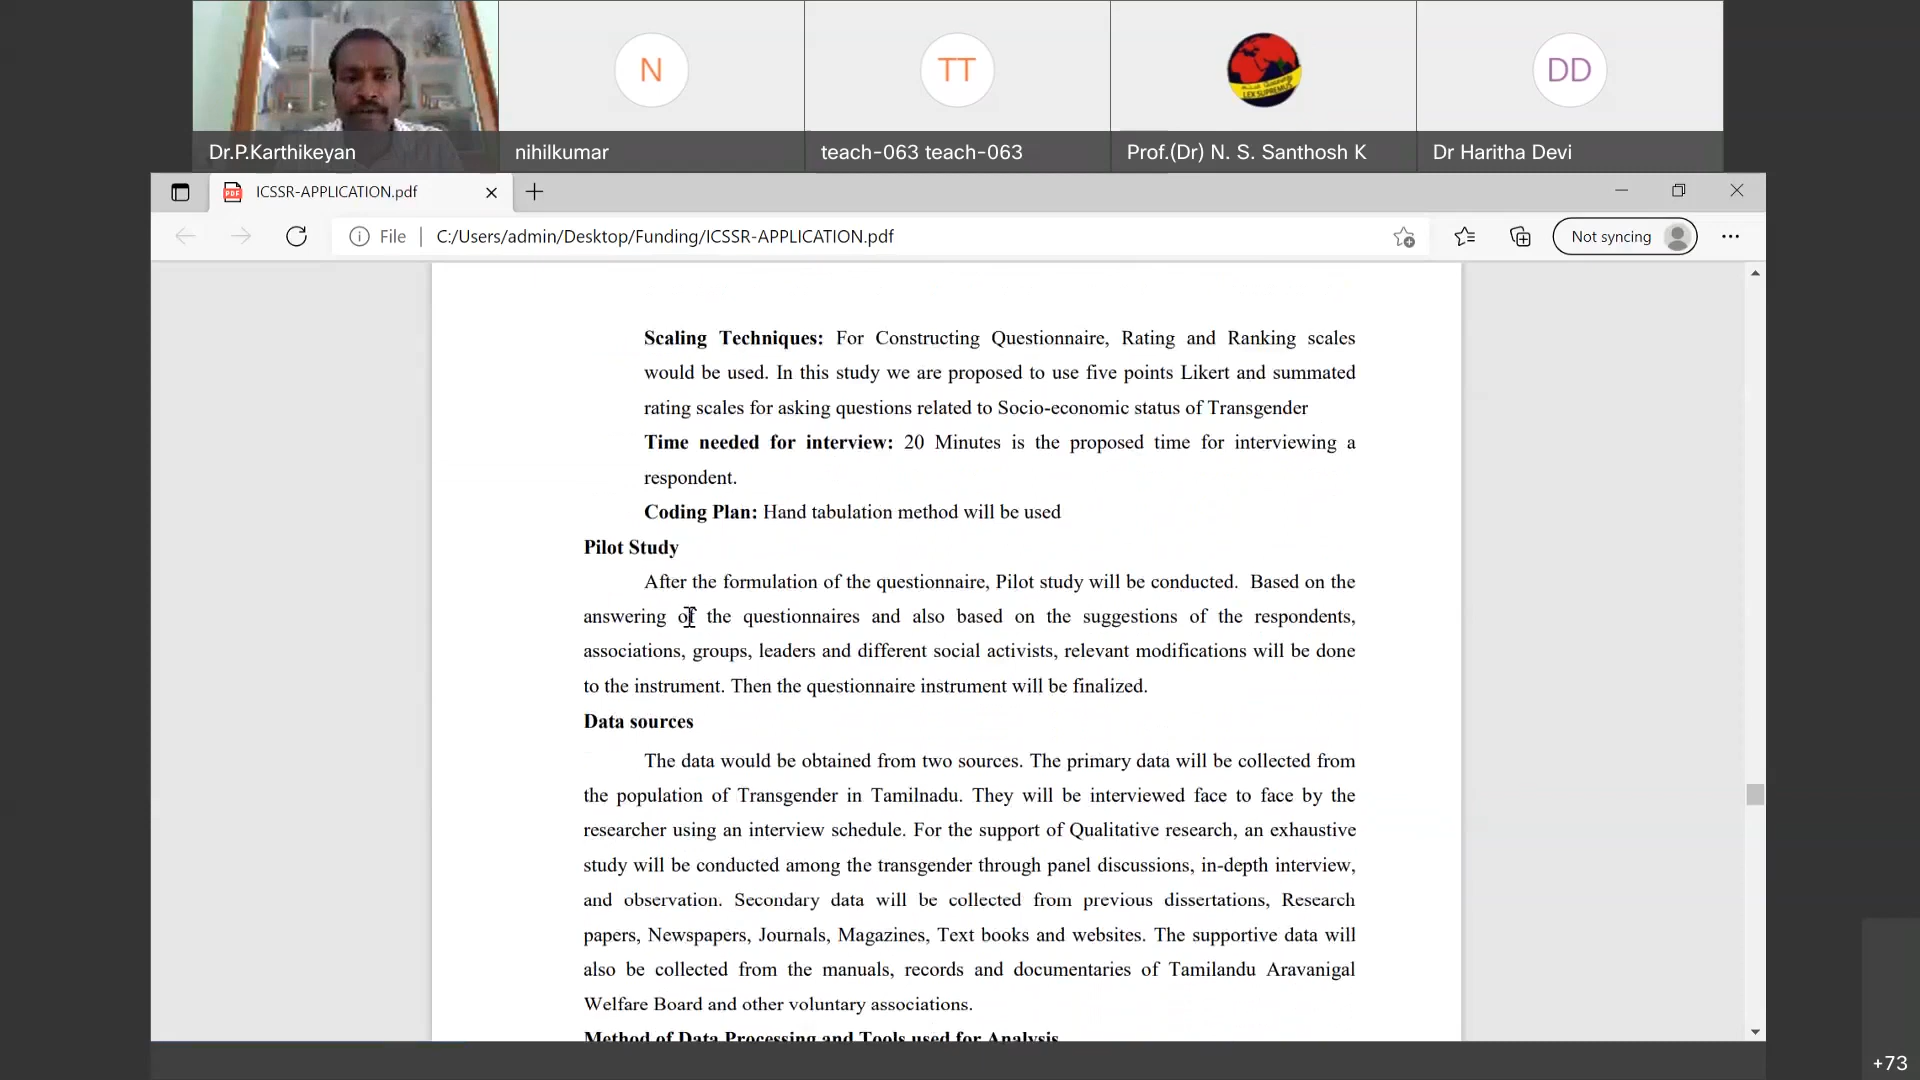 N
TT
LEX SUPREMUS
DD
Dr.P.Karthikeyan
nihilkumar
teach-063 teach-063
Prof.(Dr) N. S. Santhosh K
Dr Haritha Devi
PDF
ICSSR-APPLICATION.pdf
File
C:/Users/admin/Desktop/Funding/ICSSR-APPLICATION.pdf
Not syncing
Scaling Techniques: For Constructing Questionnaire, Rating and Ranking scales
would be used. In this study we are proposed to use five points Likert and summated
rating scales for asking questions related to Socio-economic status of Transgender
Time needed for interview: 20 Minutes is the proposed time for interviewing a
respondent.
Coding Plan: Hand tabulation method will be used
Pilot Study
After the formulation of the questionnaire, Pilot study will be conducted. Based on the
answering of the questionnaires and also based on the suggestions of the respondents,
associations, groups, leaders and different social activists, relevant modifications will be done
to the instrument. Then the questionnaire instrument will be finalized.
Data sources
The data would be obtained from two sources. The primary data will be collected from
the population of Transgender in Tamilnadu. They will be interviewed face to face by the
researcher using an interview schedule. For the support of Qualitative research, an exhaustive
study will be conducted among the transgender through panel discussions, in-depth interview,
and observation. Secondary data will be collected from previous dissertations, Research
papers, Newspapers, Journals, Magazines, Text books and websites. The supportive data will
also be collected from the manuals, records and documentaries of Tamilandu Aravanigal
Welfare Board and other voluntary associations.
Method of Data Processing and Tools used for Analysis
+73